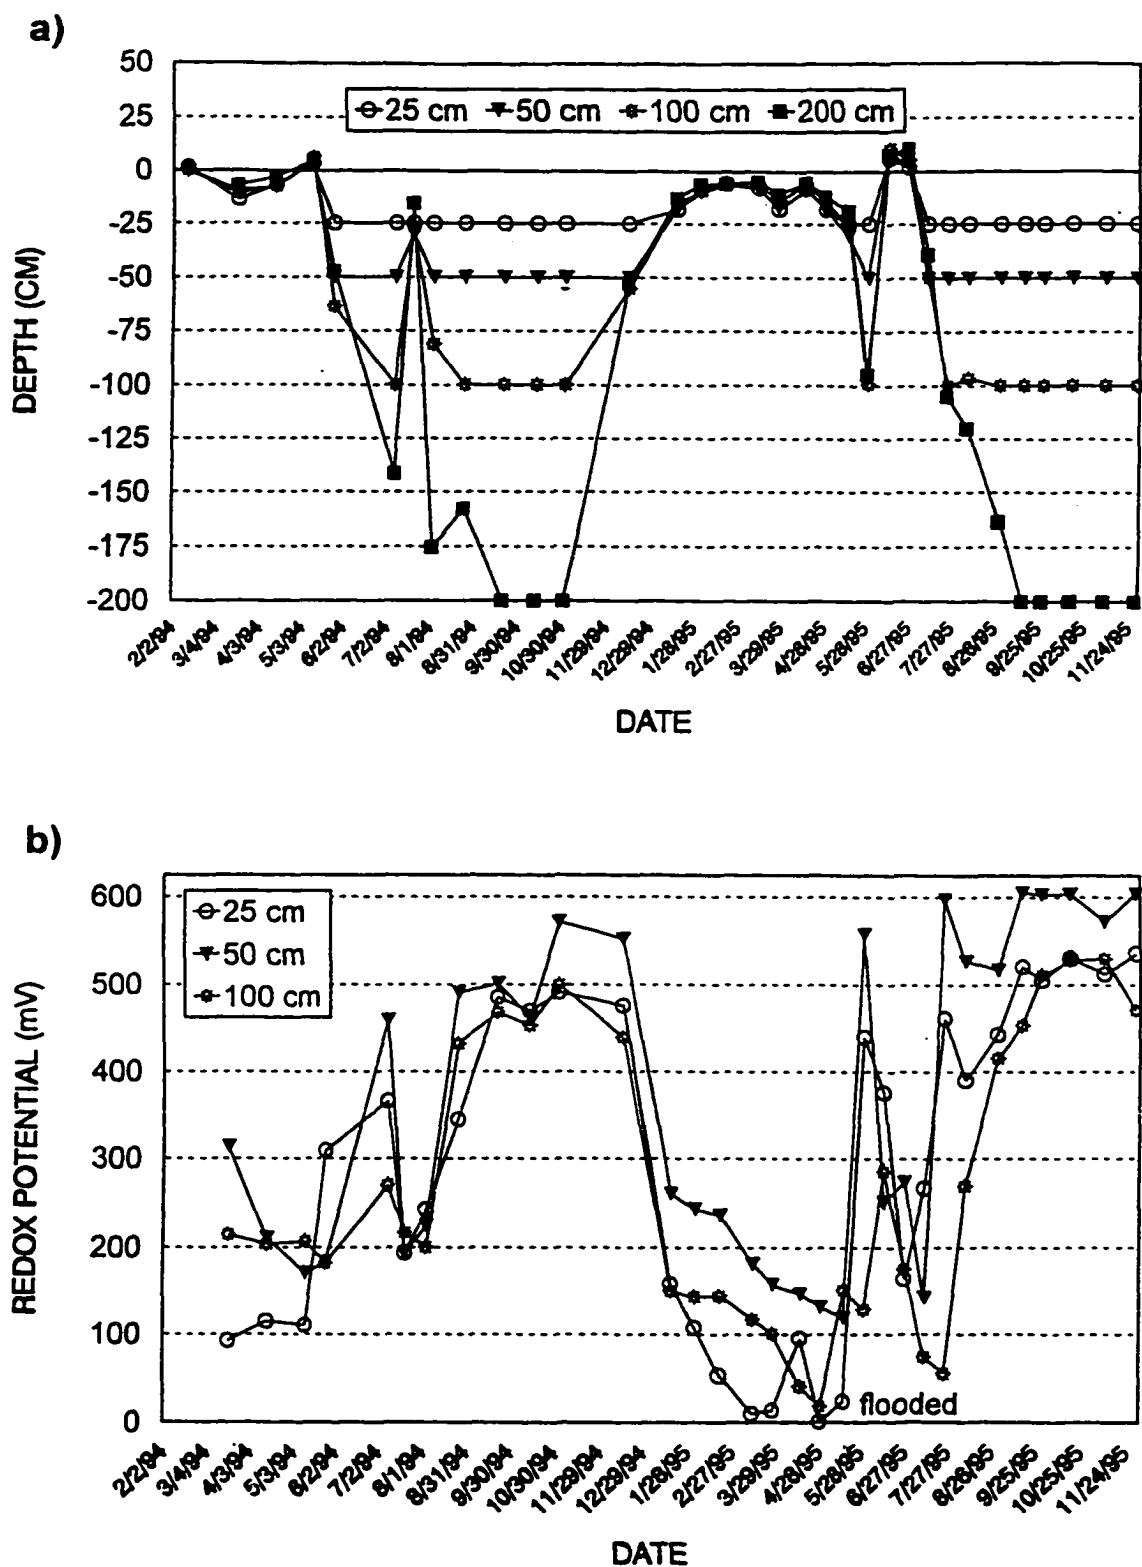 a)
50
25
0
-25
-50
-75
-100
-125
-150
-175
-200
DEPTH (CM)
25 cm 50 cm 100 cm 200 cm
2/2/94 3/4/94 4/3/94 5/3/94 6/2/94 7/2/94 8/1/94 8/31/94 9/30/94 10/30/94 11/29/94 12/29/94 1/28/95 2/27/95 3/29/95 4/28/95 5/28/95 6/27/95 7/27/95 8/26/95 9/25/95 10/25/95 11/24/95
DATE
b)
600
500
400
300
200
100
0
REDOX POTENTIAL (mV)
25 cm
50 cm
100 cm
flooded
2/2/94 3/4/94 4/3/94 5/3/94 6/2/94 7/2/94 8/1/94 8/31/94 9/30/94 10/30/94 11/29/94 12/29/94 1/28/95 2/27/95 3/29/95 4/28/95 5/28/95 6/27/95 7/27/95 8/26/95 9/25/95 10/25/95 11/24/95
DATE